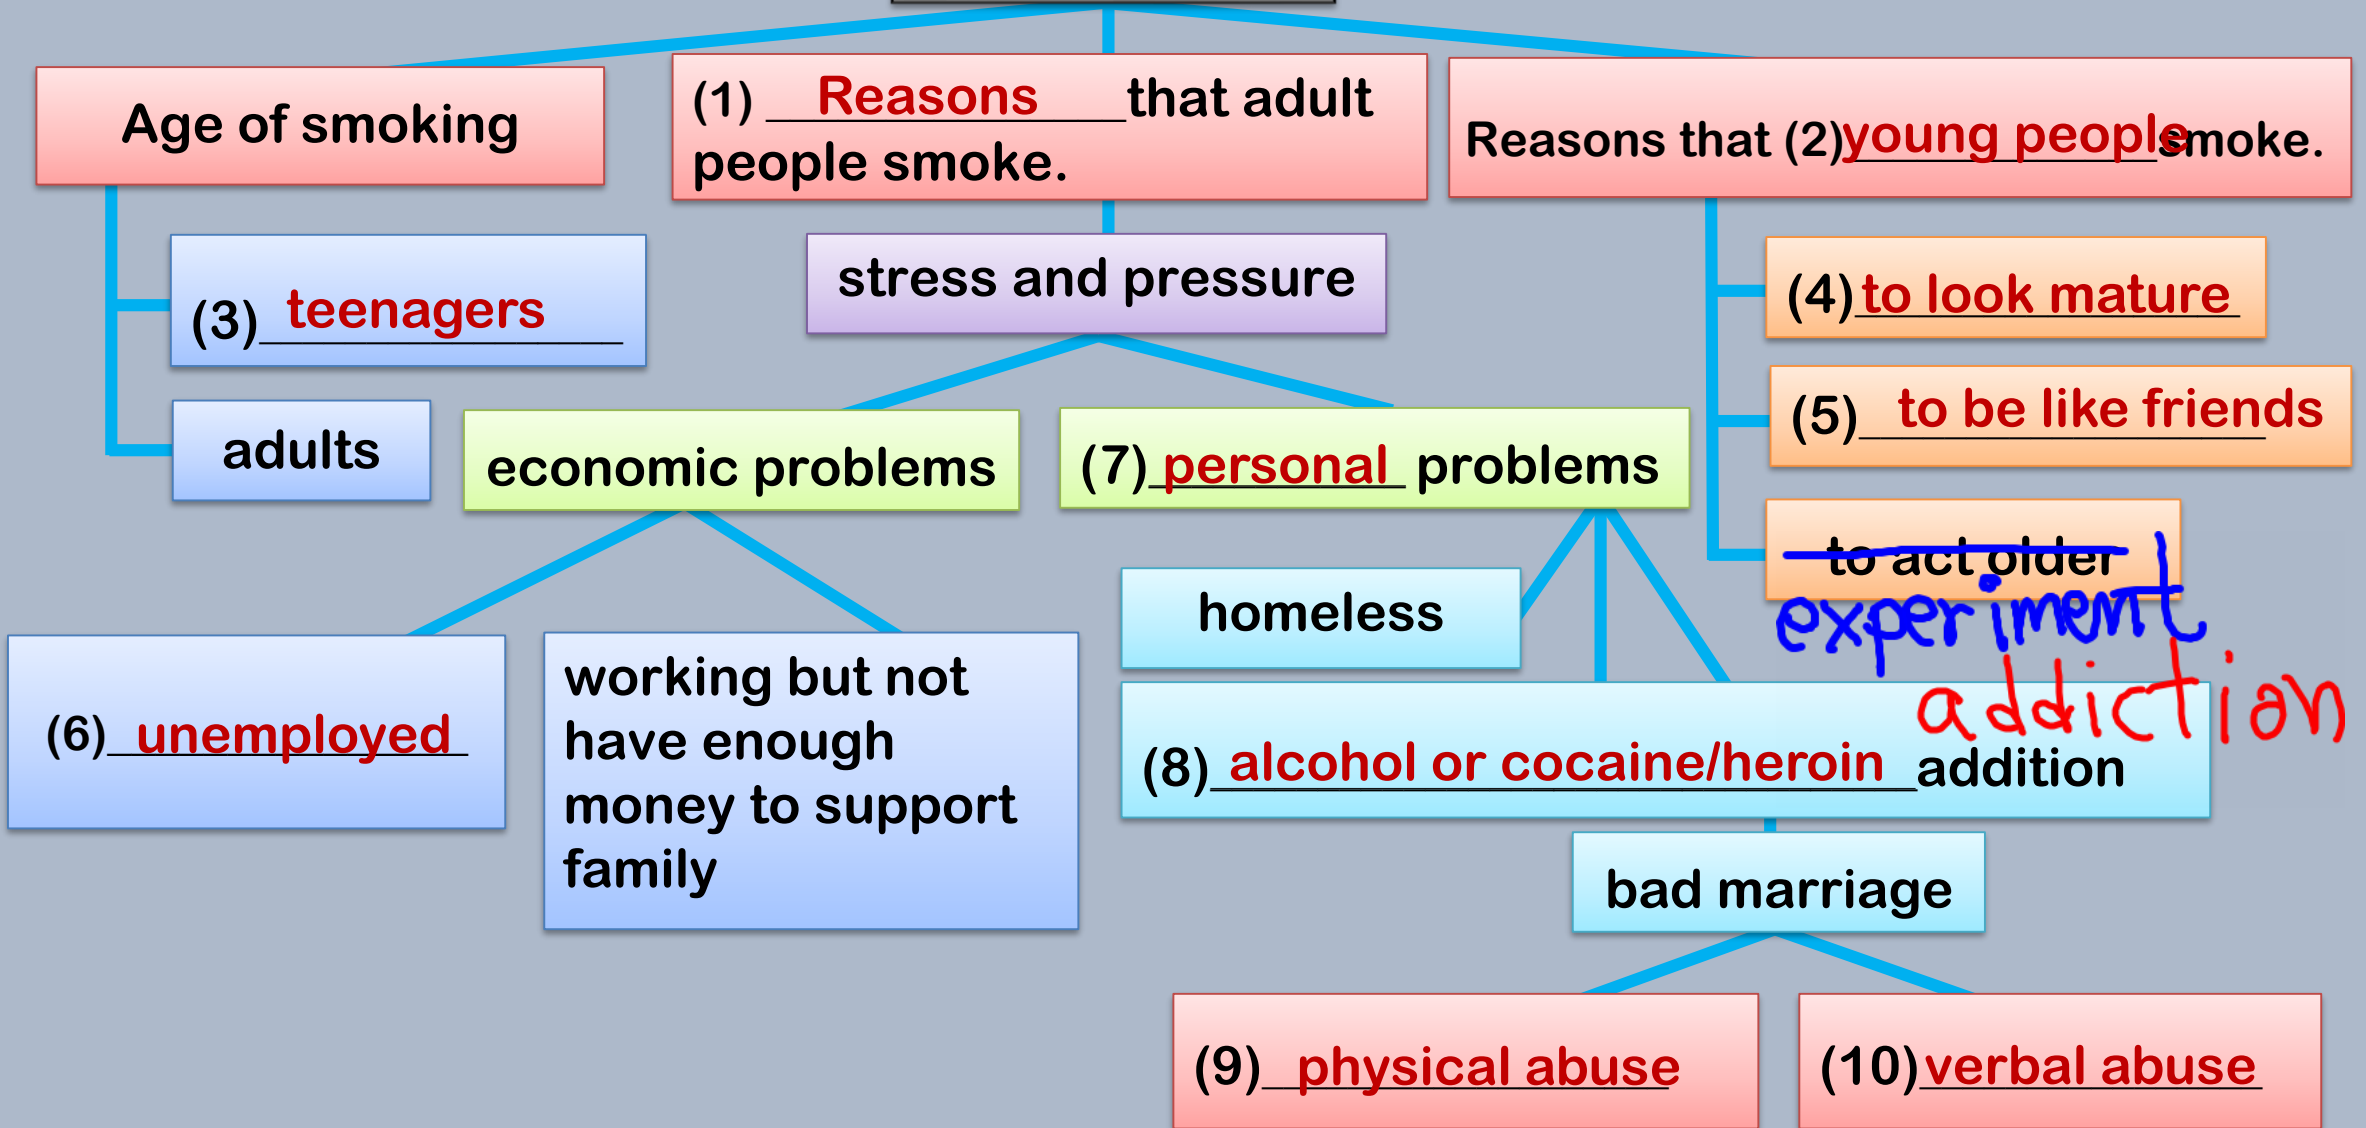 Age of smoking
(1) Reasons that adult
people smoke.
Reasons that (2) young people smoke.
(3) teenagers
adults
stress and pressure
economic problems
(7) personal problems
(4) to look mature
(5) to be like friends
to act older
experiment
(6) unemployed
working but not
have enough
money to support
family
homeless
addiction
(8) alcohol or cocaine/heroin addition
bad marriage
(9) physical abuse
(10) verbal abuse